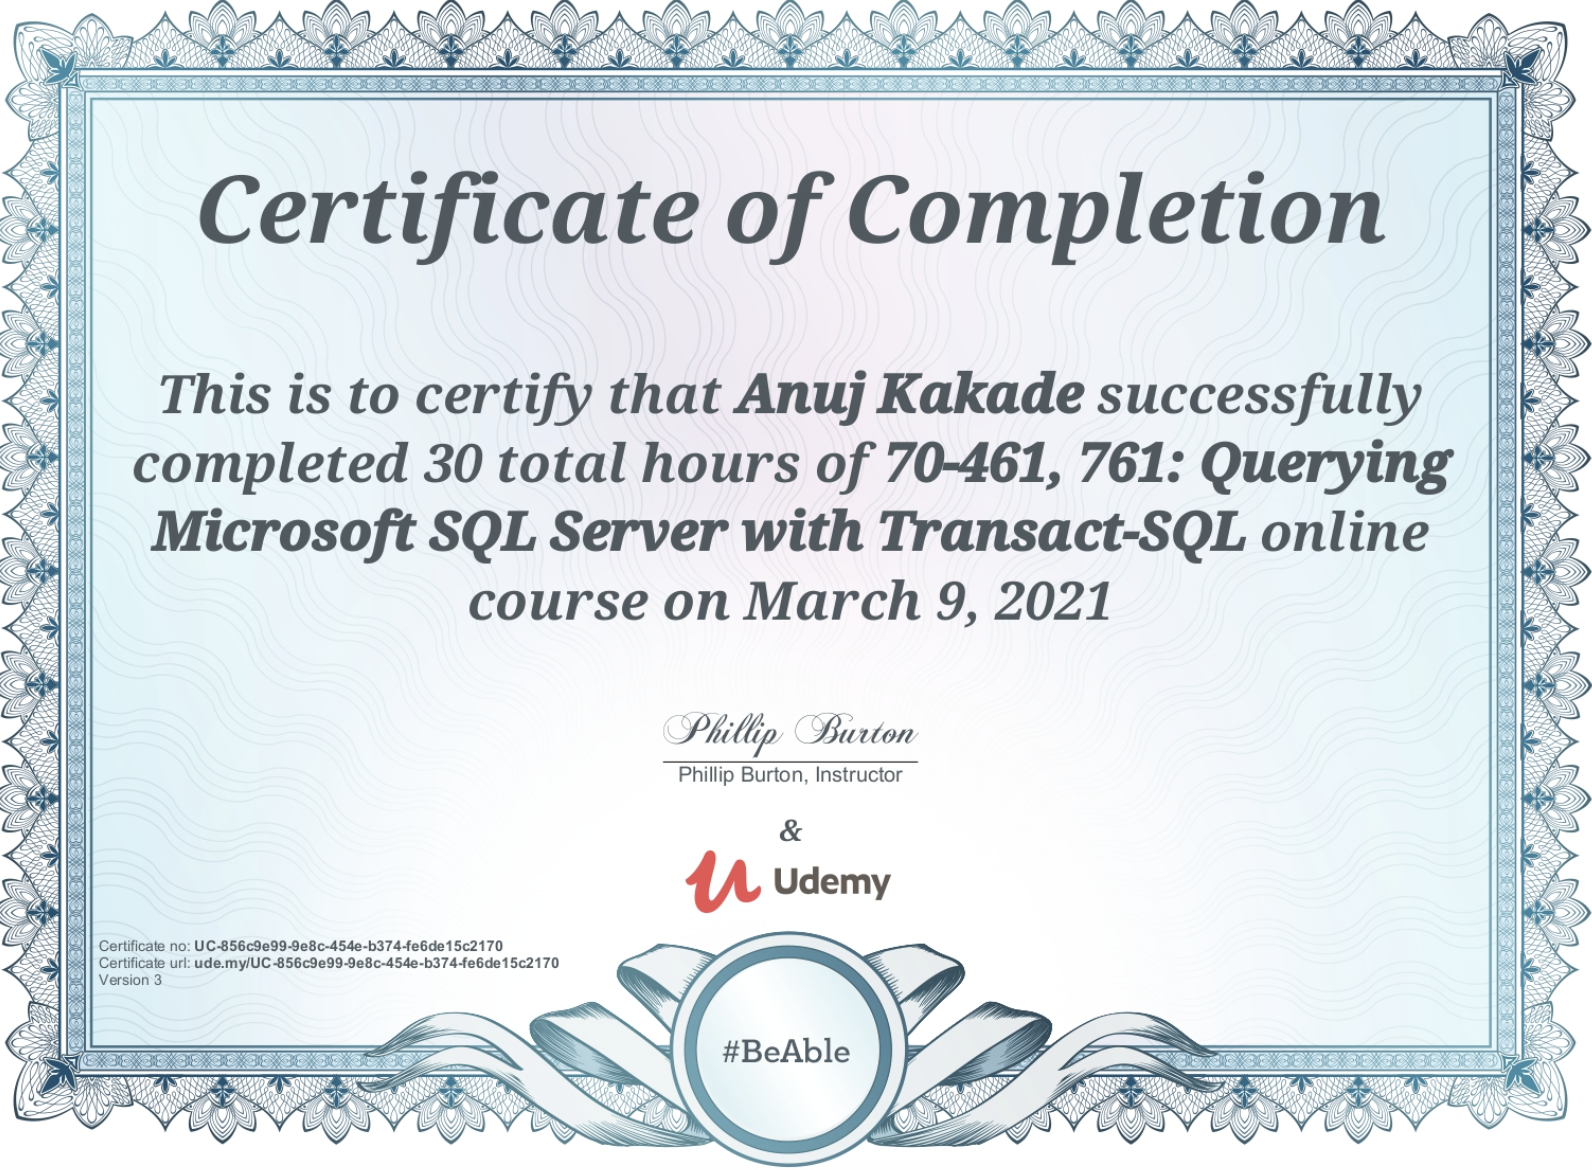 Certificate of Completion
This is to certify that Anuj Kakade successfully
completed 30 total hours of 70-461, 761: Querying
Microsoft SQL Server with Transact-SQL online
course on March 9, 2021
Phillip Burton
Phillip Burton, Instructor
&
Udemy
Certificate no: UC-856c9e99-9e8c-454e-b374-fe6de15c2170
Certificate url: ude.my/UC-856c9e99-9e8c-454e-b374-fe6de15c2170
Version 3
#BeAble